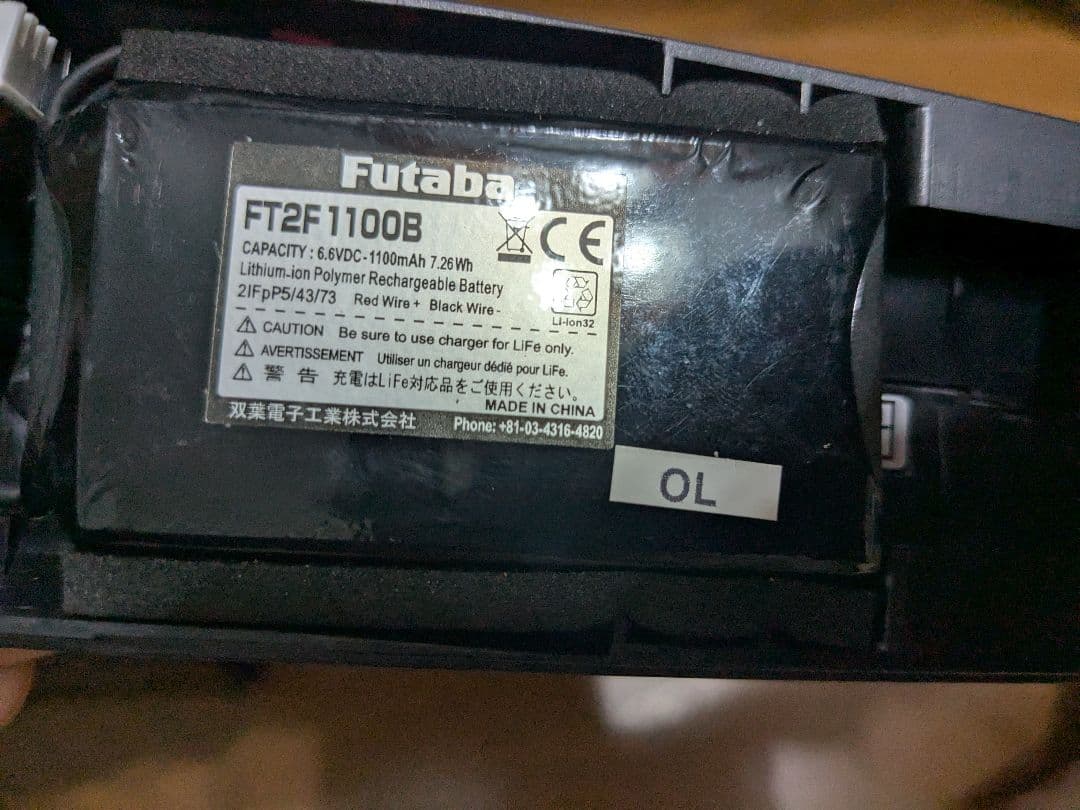 Futaba
FT2F1100B
CAPACITY : 6.6VDC-1100mAh 7.26Wh
Lithium-ion Polymer Rechargeable Battery
2IFpP5/43/73 Red Wire + Black Wire -
Li-ion32
⚠ CAUTION Be sure to use charger for LiFe only.
⚠ AVERTISSEMENT Utiliser un chargeur dédié pour LiFe.
⚠ 警 告 充電はLiFe対応品をご使用ください。
MADE IN CHINA
双葉電子工業株式会社 Phone: +81-03-4316-4820
OL